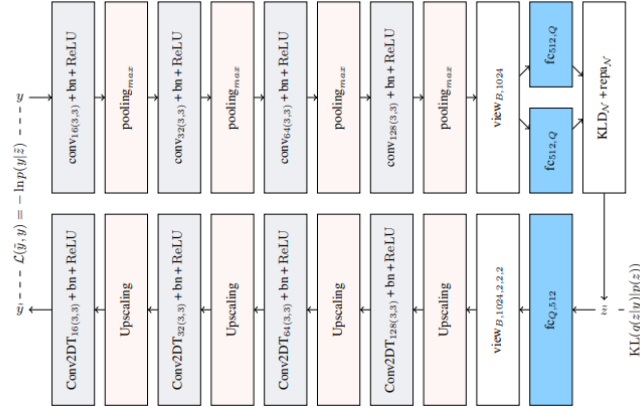 ỹ − − − ℒ(ỹ, y) = − ln p(y|z̃) − − − y
conv₁₆₍₃,₃₎ + bn + ReLU
pooling_max
conv₃₂₍₃,₃₎ + bn + ReLU
pooling_max
conv₆₄₍₃,₃₎ + bn + ReLU
pooling_max
conv₁₂₈₍₃,₃₎ + bn + ReLU
pooling_max
view_B,1024
fc₅₁₂,Q
fc₅₁₂,Q
KLD_𝒩 + repa_𝒩
Conv2DT₁₆₍₃,₃₎ + bn + ReLU
Upscaling
Conv2DT₃₂₍₃,₃₎ + bn + ReLU
Upscaling
Conv2DT₆₄₍₃,₃₎ + bn + ReLU
Upscaling
Conv2DT₁₂₈₍₃,₃₎ + bn + ReLU
Upscaling
view_B,1024,2,2,2
fc_Q,512
z̃
KL(q(z|y)|p(z))